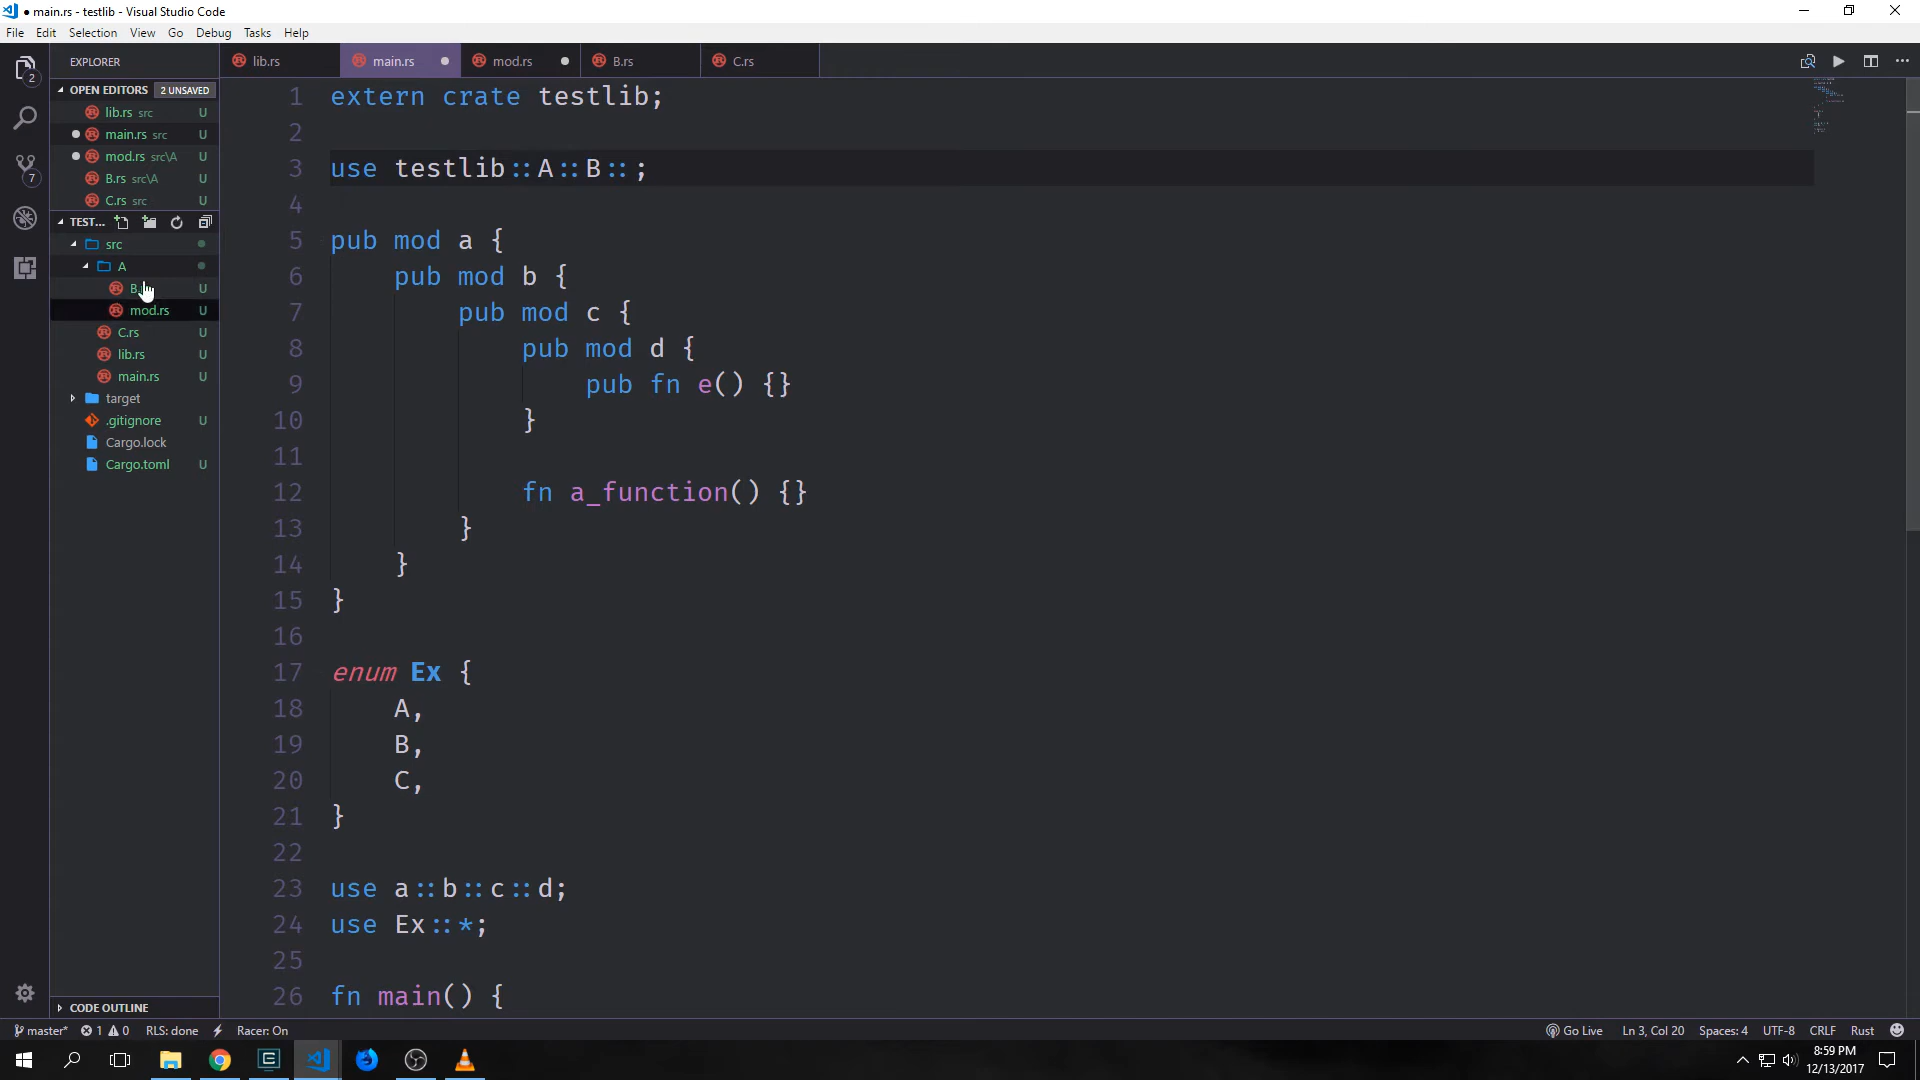 main.rs - testlib - Visual Studio Code
File Edit Selection View Go Debug Tasks Help
EXPLORER
lib.rs
main.rs
mod.rs
B.rs
C.rs
2
OPEN EDITORS 2 UNSAVED
lib.rs src U
main.rs src U
mod.rs src\A U
B.rs src\A U
C.rs src U
7
TEST...
src
A
B U
mod.rs U
C.rs U
lib.rs U
main.rs U
target
.gitignore U
Cargo.lock
Cargo.toml U
CODE OUTLINE
1 extern crate testlib;
2
3 use testlib::A::B::;
4
5 pub mod a {
6 pub mod b {
7 pub mod c {
8 pub mod d {
9 pub fn e() {}
10 }
11
12 fn a_function() {}
13 }
14 }
15 }
16
17 enum Ex {
18 A,
19 B,
20 C,
21 }
22
23 use a::b::c::d;
24 use Ex::*;
25
26 fn main() {
master* 1 0 RLS: done Racer: On Go Live Ln 3, Col 20 Spaces: 4 UTF-8 CRLF Rust
8:59 PM
12/13/2017